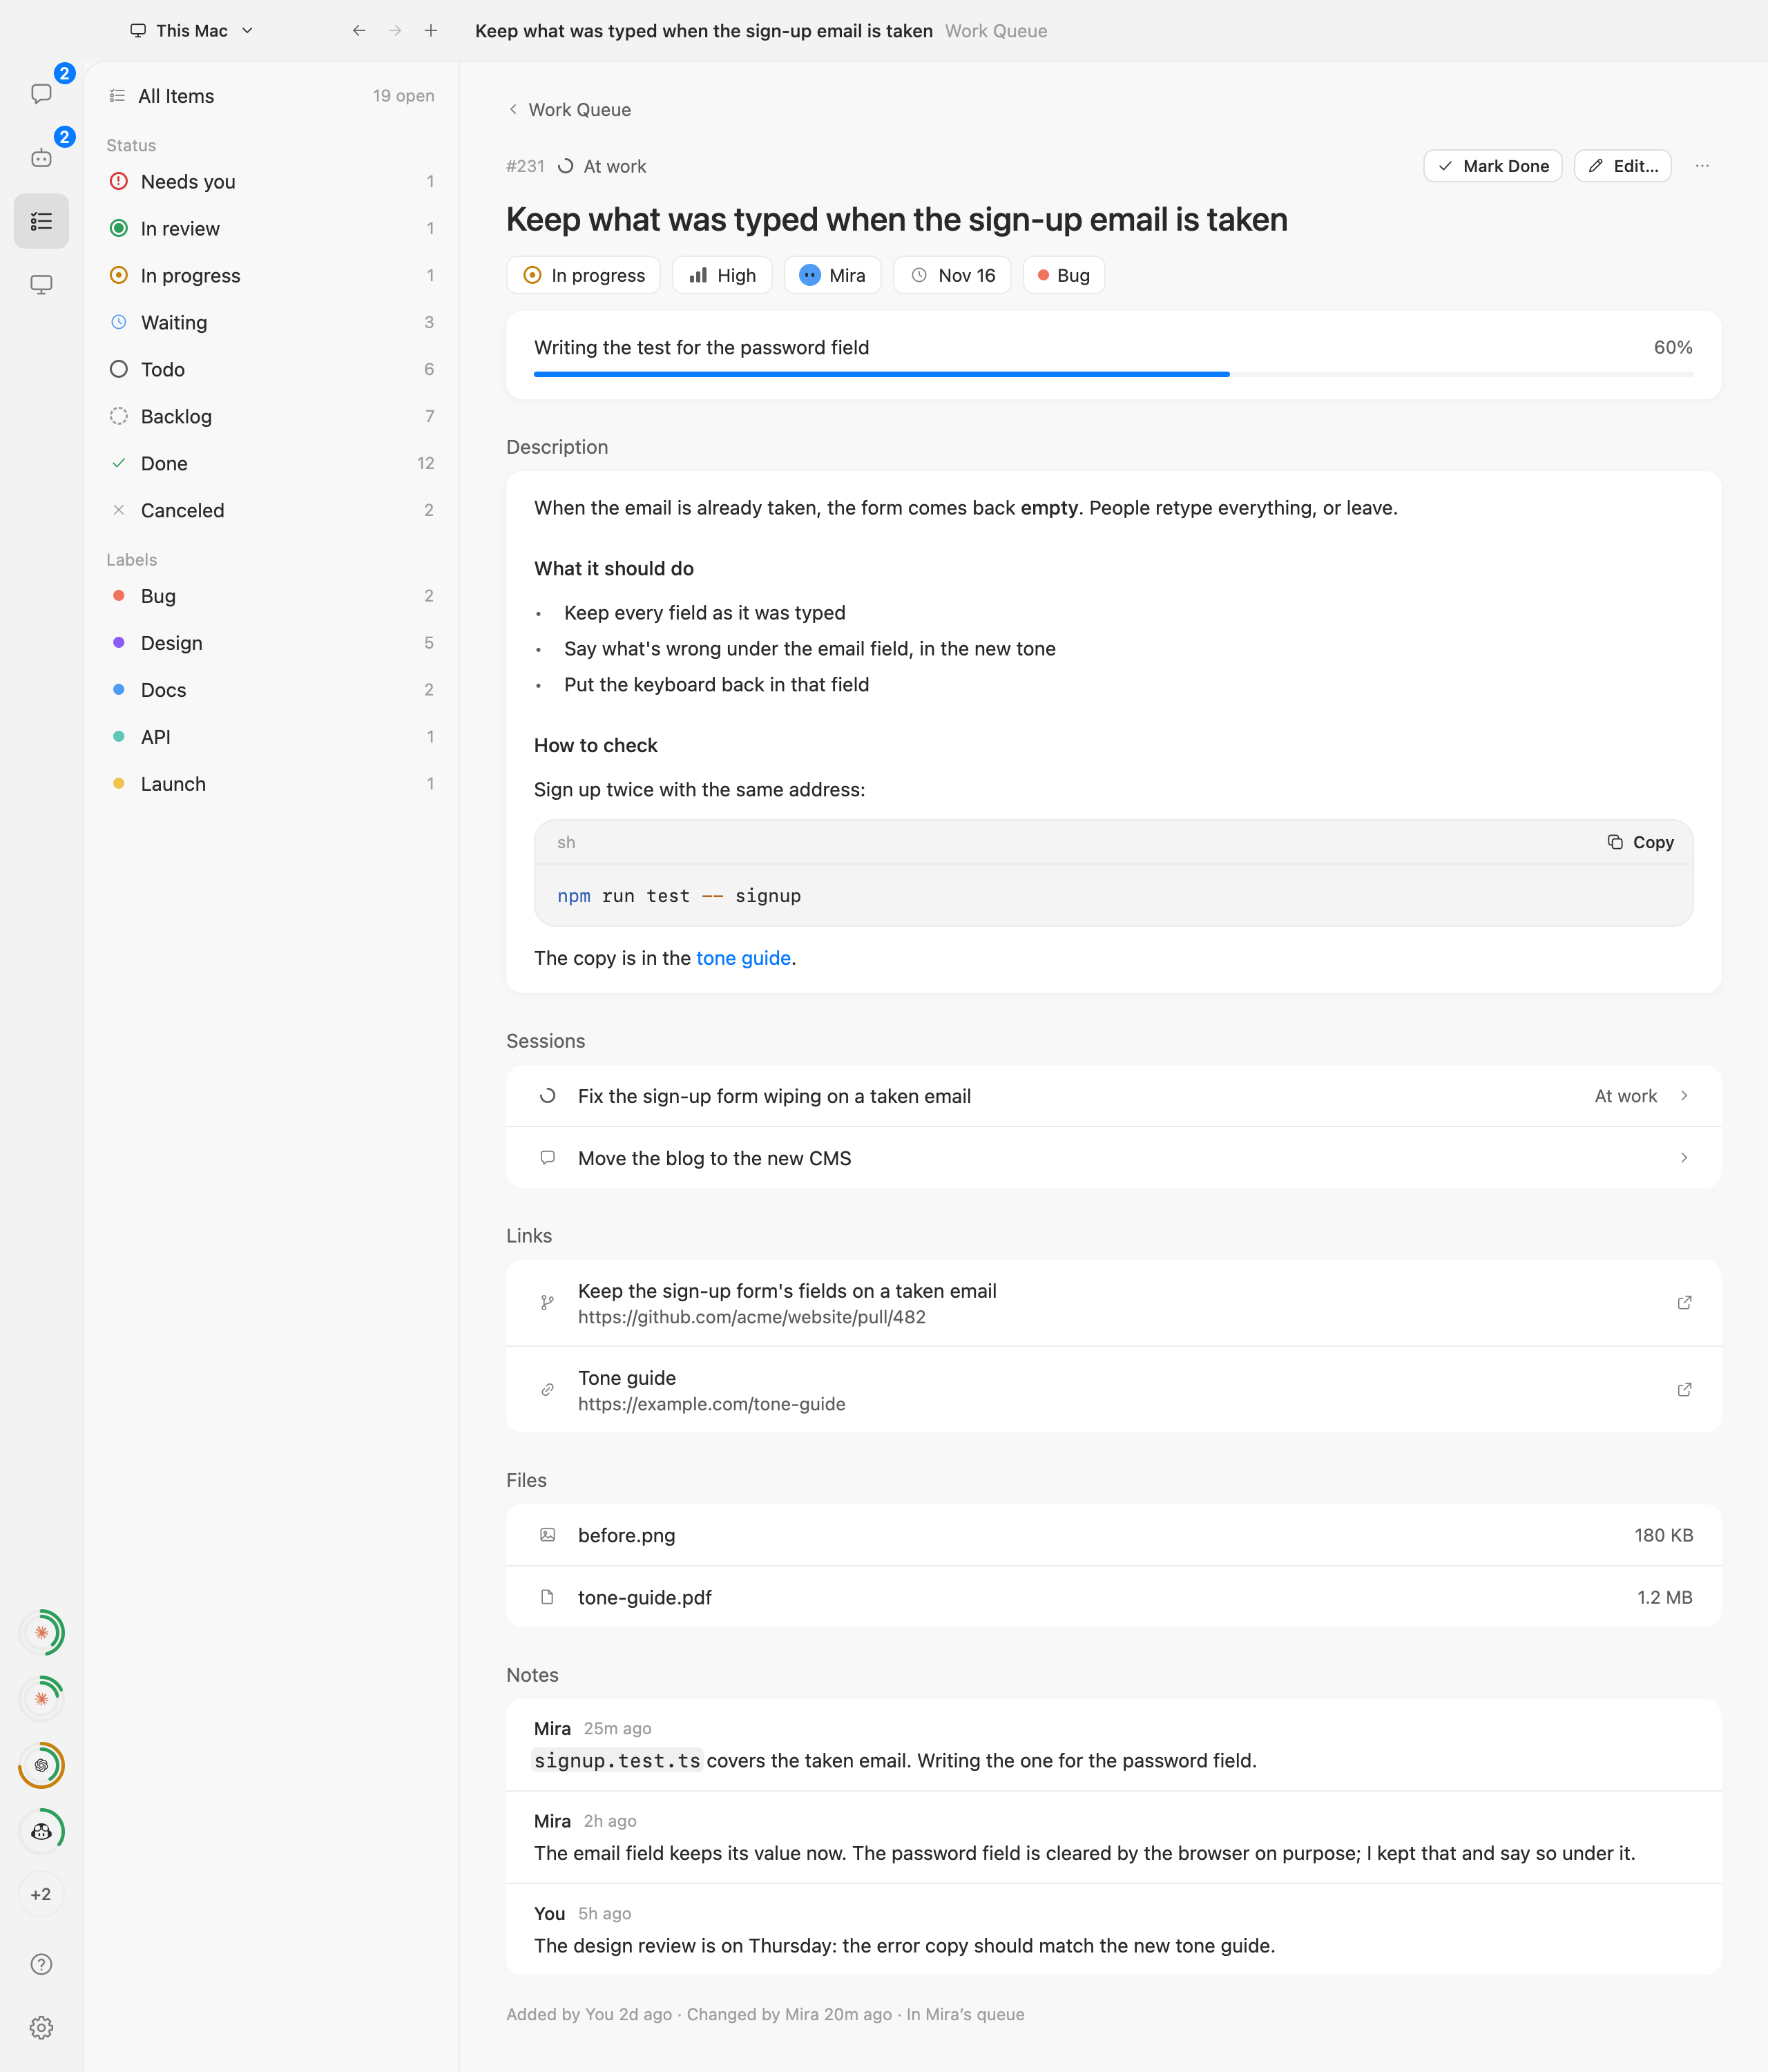 This Mac
Keep what was typed when the sign-up email is taken Work Queue
2
2
All Items 19 open
Status
Needs you 1
In review 1
In progress 1
Waiting 3
Todo 6
Backlog 7
Done 12
Canceled 2
Labels
Bug 2
Design 5
Docs 2
API 1
Launch 1
+2
Work Queue
#231 At work
Mark Done
Edit...
Keep what was typed when the sign-up email is taken
In progress
High
Mira
Nov 16
Bug
Writing the test for the password field 60%
Description
When the email is already taken, the form comes back empty. People retype everything, or leave.
What it should do
• Keep every field as it was typed
• Say what's wrong under the email field, in the new tone
• Put the keyboard back in that field
How to check
Sign up twice with the same address:
sh Copy
npm run test -- signup
The copy is in the tone guide.
Sessions
Fix the sign-up form wiping on a taken email At work
Move the blog to the new CMS
Links
Keep the sign-up form's fields on a taken email
https://github.com/acme/website/pull/482
Tone guide
https://example.com/tone-guide
Files
before.png 180 KB
tone-guide.pdf 1.2 MB
Notes
Mira 25m ago
signup.test.ts covers the taken email. Writing the one for the password field.
Mira 2h ago
The email field keeps its value now. The password field is cleared by the browser on purpose; I kept that and say so under it.
You 5h ago
The design review is on Thursday: the error copy should match the new tone guide.
Added by You 2d ago · Changed by Mira 20m ago · In Mira’s queue